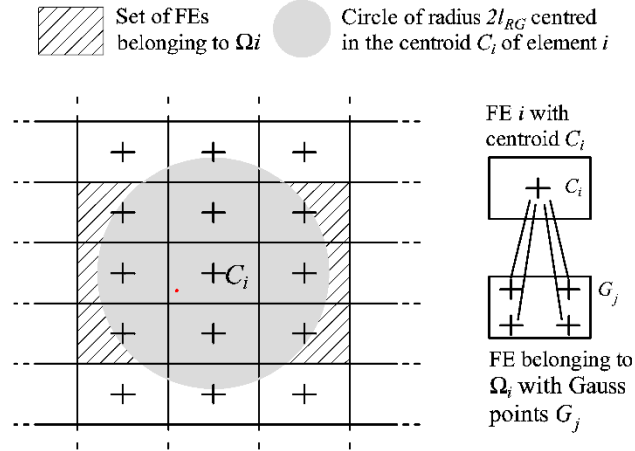 Set of FEs
belonging to Ωi
Circle of radius 2l_RG centred
in the centroid C_i of element i
FE i with
centroid C_i
C_i
C_i
G_j
FE belonging to
Ω_i with Gauss
points G_j